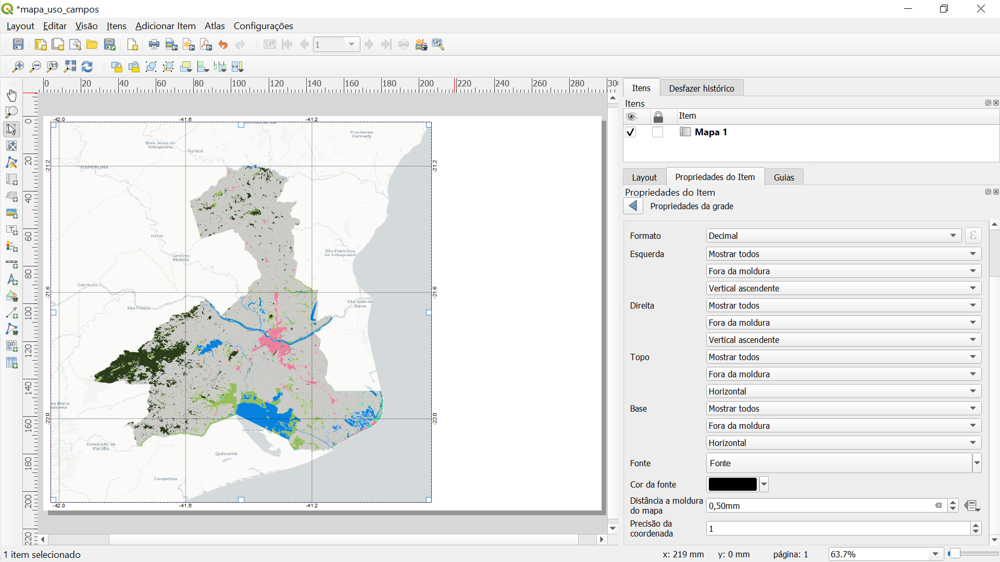 *mapa_uso_campos
Layout Editar Visão Itens Adicionar Item Atlas Configurações
1
0 20 40 60 80 100 120 140 160 180 200 220 240 260 280 300
0 20 40 60 80 100 120 140 160 180 200 220
-42.0 -41.6 -41.2
Presidente
Kennedy
Bom Jesus do
Itabapoana
Apiacá
-21.2 -21.2
ITAPERUNA
Italva
Cardoso
Moreira
São Francisco
de Itabapoana
Cambuci
-21.6 -21.6
São João da
Barra
São Fidélis
-22.0 -22.0
Conceição de
Macabu
Quissamã
Carapebus
-42.0 -41.6 -41.2
Itens Desfazer histórico
Itens
Item
Mapa 1
Layout Propriedades do Item Guias
Propriedades do Item
Propriedades da grade
Formato Decimal ε
Esquerda Mostrar todos
Fora da moldura
Vertical ascendente
Direita Mostrar todos
Fora da moldura
Vertical ascendente
Topo Mostrar todos
Fora da moldura
Horizontal
Base Mostrar todos
Fora da moldura
Horizontal
Fonte Fonte
Cor da fonte
Distância a moldura
do mapa 0,50mm
Precisão da
coordenada 1
1 item selecionado x: 219 mm y: 0 mm página: 1 63.7%